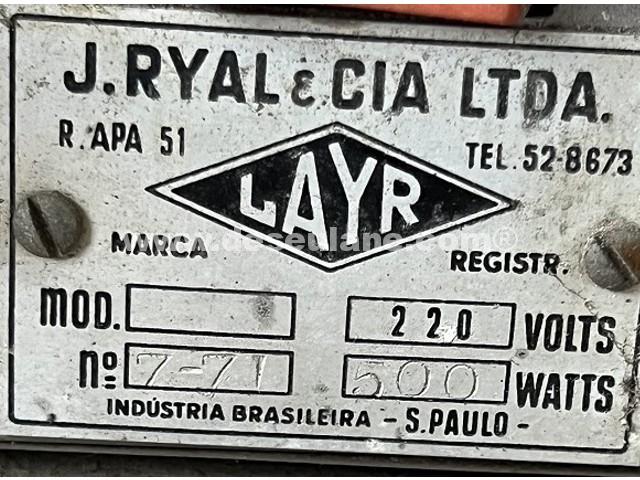 J. RYAL & CIA LTDA.
R. APA 51 TEL. 52-8673
LAYR
MARCA REGISTR.
MOD. 220 VOLTS
Nº 7-71 500 WATTS
INDÚSTRIA BRASILEIRA - S. PAULO -